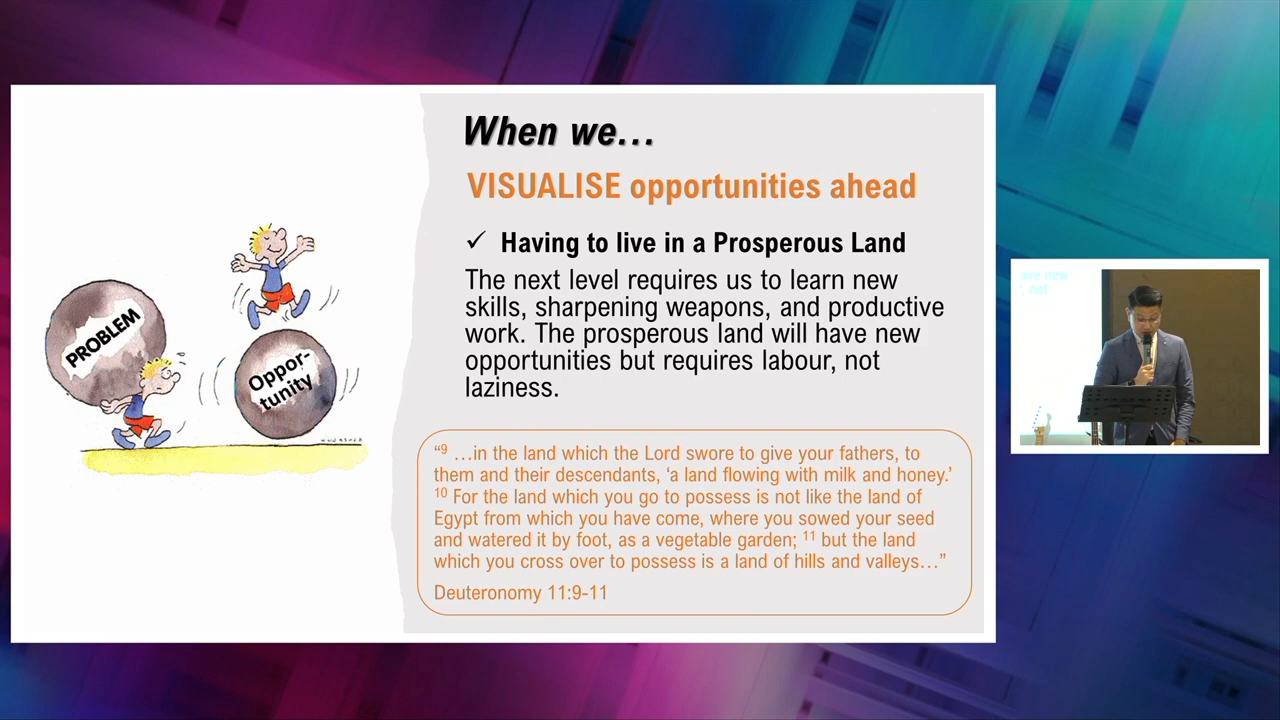 When we...
VISUALISE opportunities ahead
✓ Having to live in a Prosperous Land
The next level requires us to learn new
skills, sharpening weapons, and productive
work. The prosperous land will have new
opportunities but requires labour, not
laziness.
PROBLEM
Oppor-
tunity
“⁹ …in the land which the Lord swore to give your fathers, to
them and their descendants, ‘a land flowing with milk and honey.’
¹⁰ For the land which you go to possess is not like the land of
Egypt from which you have come, where you sowed your seed
and watered it by foot, as a vegetable garden; ¹¹ but the land
which you cross over to possess is a land of hills and valleys…”
Deuteronomy 11:9-11
ave new
, not